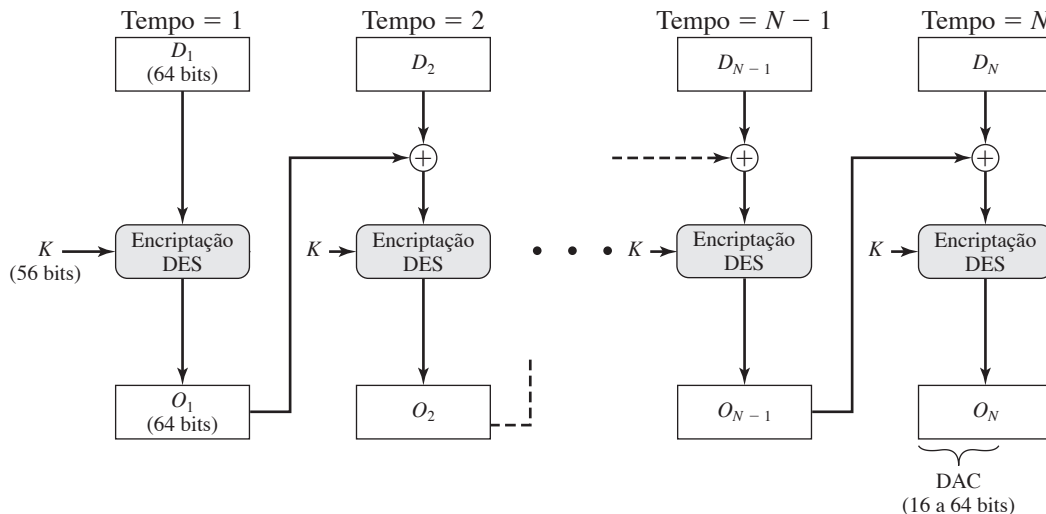 Tempo = 1
Tempo = 2
Tempo = N − 1
Tempo = N
D1
(64 bits)
D2
DN − 1
DN
+
+
+
K
(56 bits)
Encriptação
DES
K
Encriptação
DES
K
Encriptação
DES
K
Encriptação
DES
O1
(64 bits)
O2
ON − 1
ON
DAC
(16 a 64 bits)